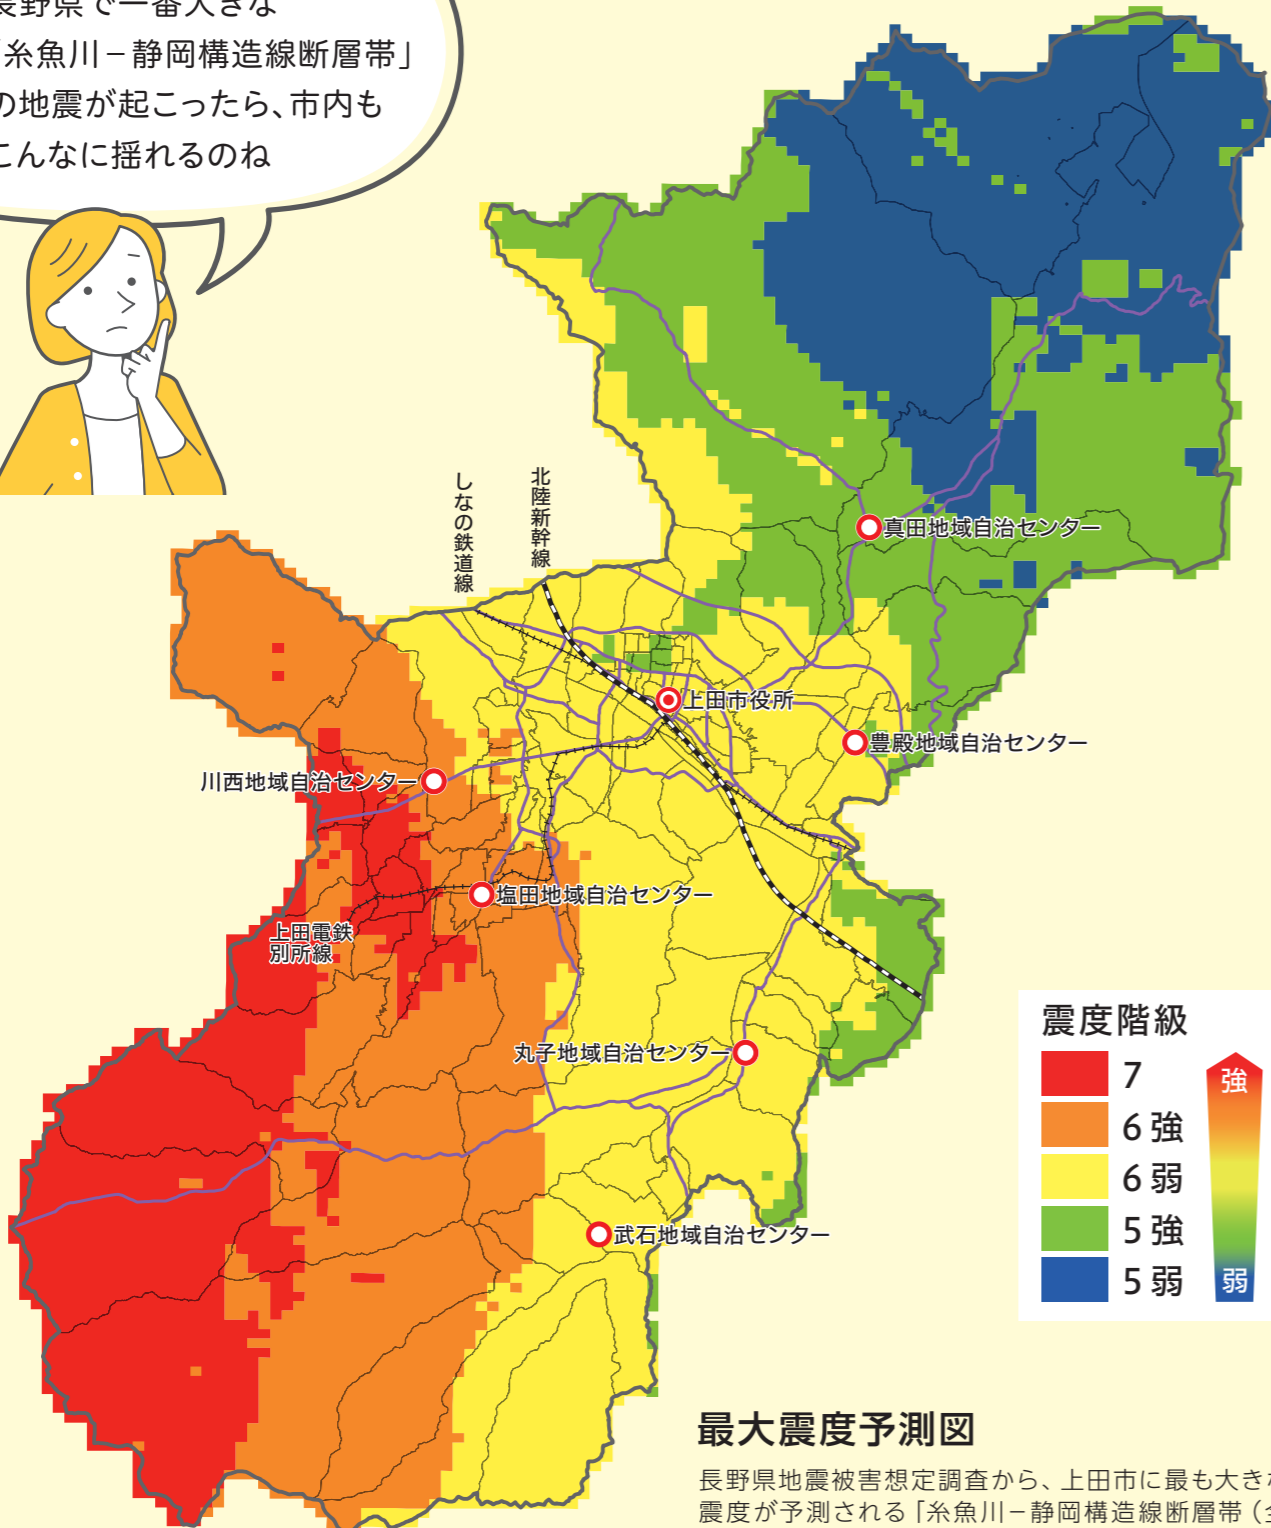 長野県で一番大きな
「糸魚川－静岡構造線断層帯」
の地震が起こったら、市内も
こんなに揺れるのね
しなの鉄道線
北陸新幹線
真田地域自治センター
上田市役所
豊殿地域自治センター
川西地域自治センター
塩田地域自治センター
上田電鉄
別所線
丸子地域自治センター
武石地域自治センター
震度階級
7
6 強
6 弱
5 強
5 弱
強
弱
最大震度予測図
長野県地震被害想定調査から、上田市に最も大きな
震度が予測される「糸魚川－静岡構造線断層帯（全